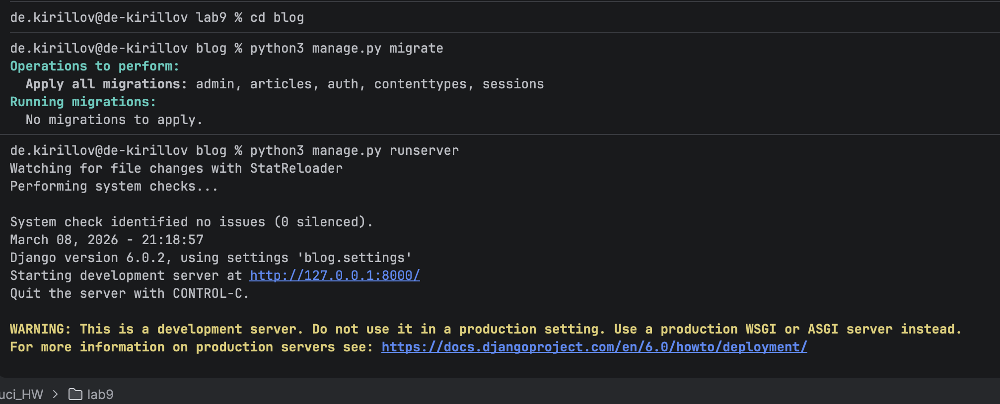 de.kirillov@de-kirillov lab9 % cd blog
de.kirillov@de-kirillov blog % python3 manage.py migrate
Operations to perform:
  Apply all migrations: admin, articles, auth, contenttypes, sessions
Running migrations:
  No migrations to apply.
de.kirillov@de-kirillov blog % python3 manage.py runserver
Watching for file changes with StatReloader
Performing system checks...
System check identified no issues (0 silenced).
March 08, 2026 - 21:18:57
Django version 6.0.2, using settings 'blog.settings'
Starting development server at http://127.0.0.1:8000/
Quit the server with CONTROL-C.
WARNING: This is a development server. Do not use it in a production setting. Use a production WSGI or ASGI server instead.
For more information on production servers see: https://docs.djangoproject.com/en/6.0/howto/deployment/
uci_HW > lab9